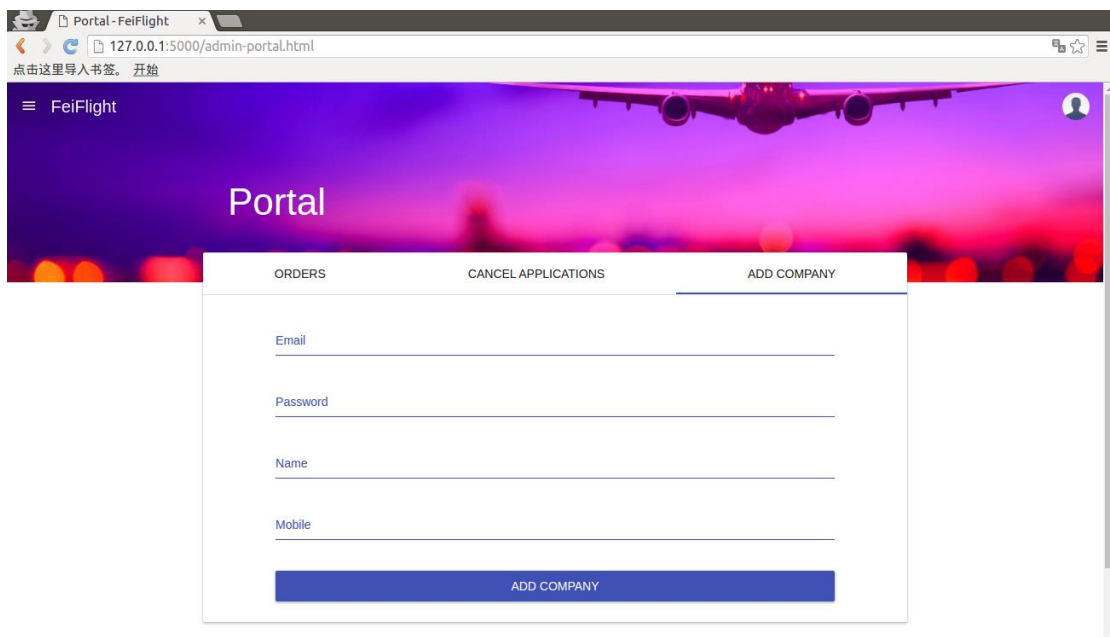 Portal - FeiFlight
127.0.0.1:5000/admin-portal.html
点击这里导入书签。 开始
FeiFlight
Portal
ORDERS CANCEL APPLICATIONS ADD COMPANY
Email
Password
Name
Mobile
ADD COMPANY